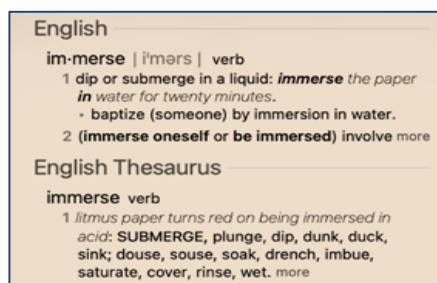 English
im·merse | iˈmərs | verb
1 dip or submerge in a liquid: immerse the paper
in water for twenty minutes.
• baptize (someone) by immersion in water.
2 (immerse oneself or be immersed) involve more
English Thesaurus
immerse verb
1 litmus paper turns red on being immersed in
acid: SUBMERGE, plunge, dip, dunk, duck,
sink; douse, souse, soak, drench, imbue,
saturate, cover, rinse, wet. more